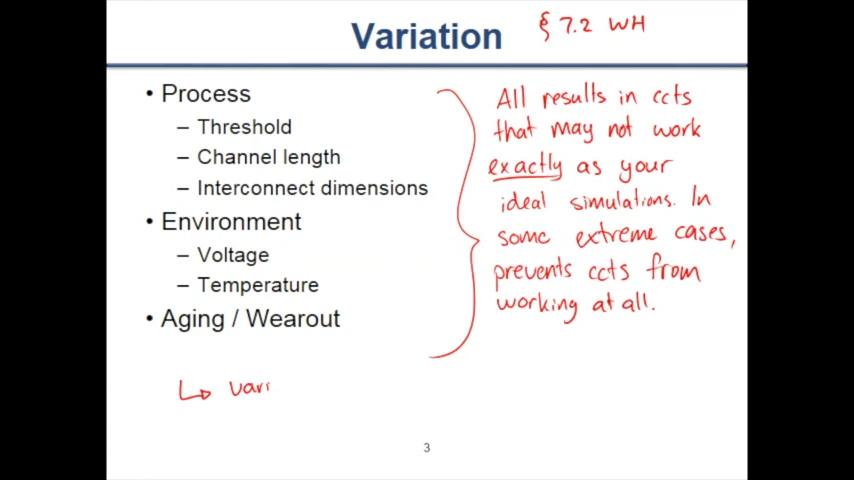 Variation
§ 7.2 WH
• Process
– Threshold
– Channel length
– Interconnect dimensions
• Environment
– Voltage
– Temperature
• Aging / Wearout
All results in ccts
that may not work
exactly as your
ideal simulations. In
some extreme cases,
prevents ccts from
working at all.
↳ vari
3